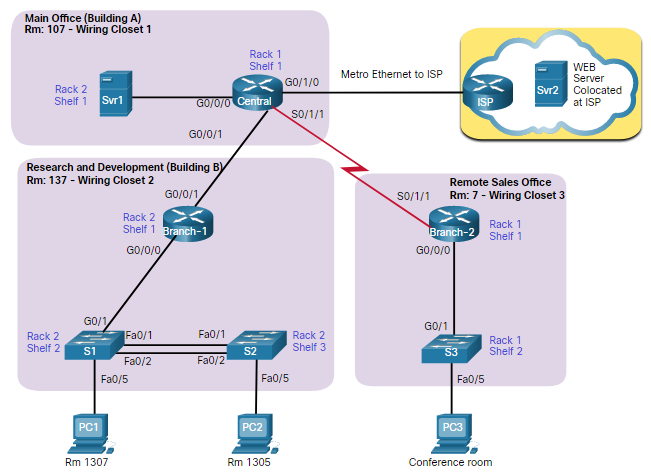 Main Office (Building A)
Rm: 107 - Wiring Closet 1
Rack 1
Shelf 1
Rack 2
Shelf 1
Svr1
G0/0/0
Central
G0/1/0
Metro Ethernet to ISP
ISP
Svr2
WEB
Server
Colocated
at ISP
S0/1/1
G0/0/1
Research and Development (Building B)
Rm: 137 - Wiring Closet 2
G0/0/1
Rack 2
Shelf 1
Branch-1
G0/0/0
Remote Sales Office
Rm: 7 - Wiring Closet 3
S0/1/1
Branch-2
Rack 1
Shelf 1
G0/0/0
G0/1
Rack 2
Shelf 2
S1
Fa0/1
Fa0/1
Fa0/2
Fa0/2
S2
Rack 2
Shelf 3
G0/1
S3
Rack 1
Shelf 2
Fa0/5
Fa0/5
Fa0/5
PC1
PC2
PC3
Rm 1307
Rm 1305
Conference room